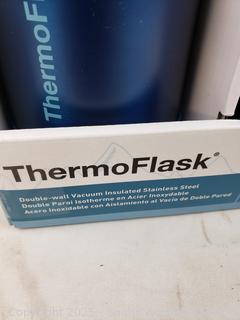 ThermoFl
ThermoFlask®
Double-wall Vacuum Insulated Stainless Steel
Double Paroi Isotherme en Acier Inoxydable
Acero Inoxidable con Aislamiento al Vacío de Doble Pared